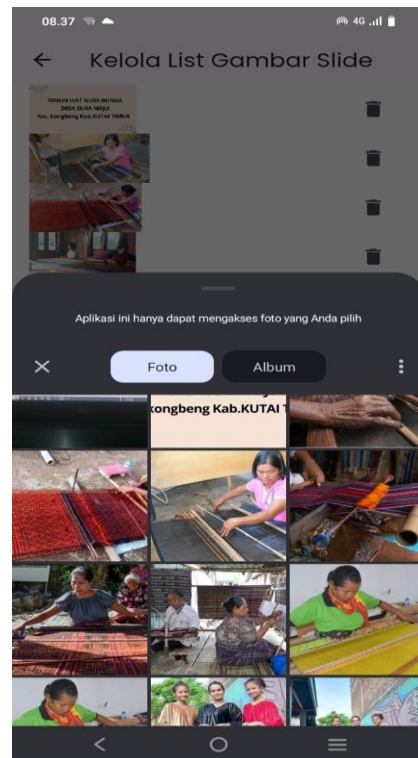 08.37
4G
Kelola List Gambar Slide
TENUN IKAT NUSA BUNGA
DESA SUKA MAJU
Kec. kongbeng Kab.KUTAI TIMUR
Aplikasi ini hanya dapat mengakses foto yang Anda pilih
Foto
Album
kongbeng Kab.KUTAI T